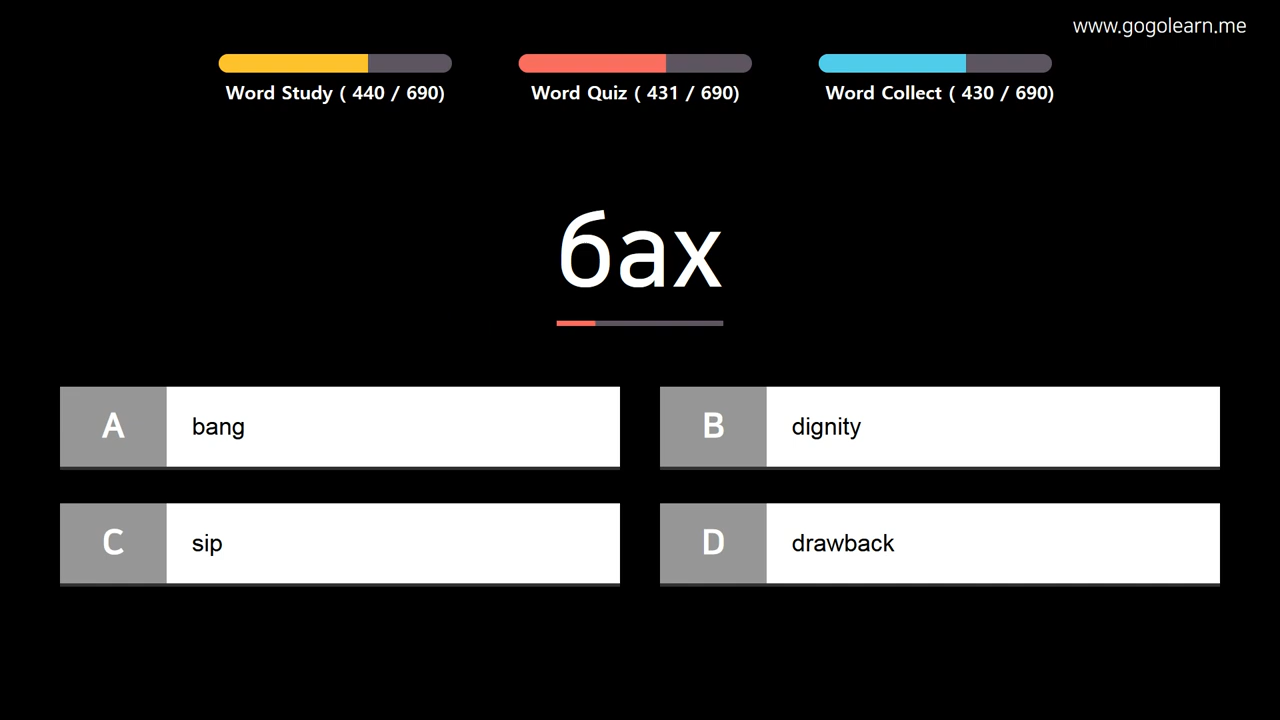 www.gogolearn.me
Word Study ( 440 / 690)
Word Quiz ( 431 / 690)
Word Collect ( 430 / 690)
бах
A bang
B dignity
C sip
D drawback